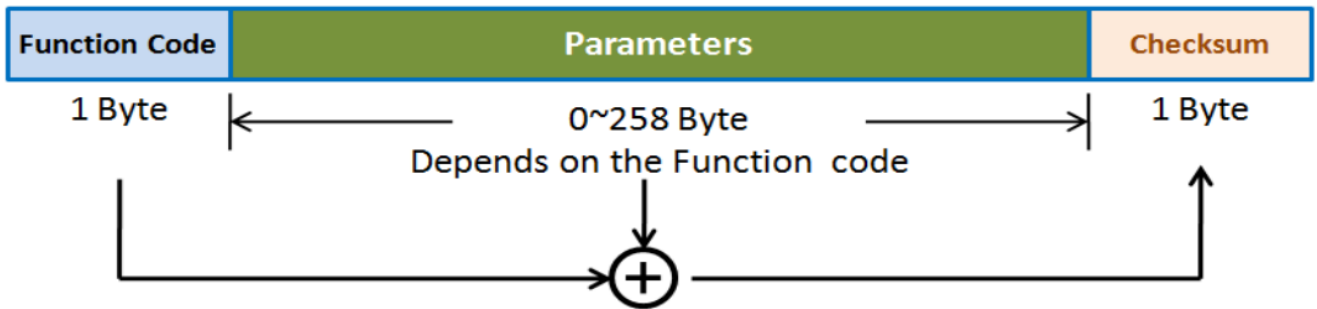 Function Code Parameters Checksum
1 Byte 0~258 Byte 1 Byte
Depends on the Function code